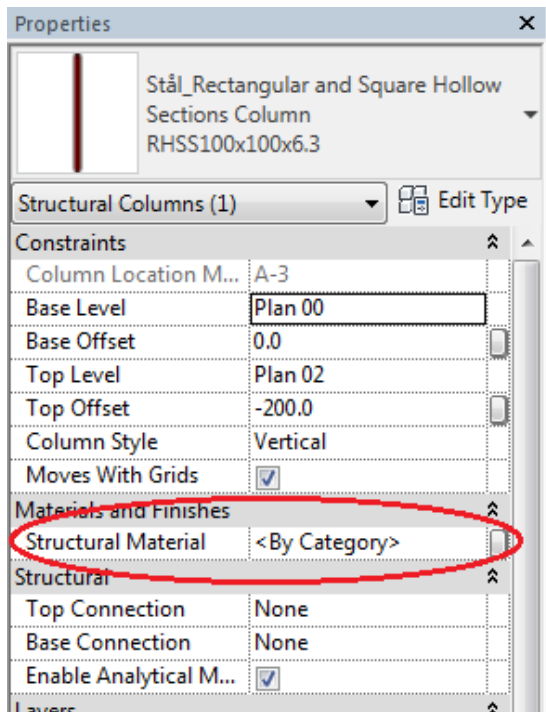 Properties
Stål_Rectangular and Square Hollow
Sections Column
RHSS100x100x6.3
Structural Columns (1) Edit Type
Constraints
Column Location M... A-3
Base Level Plan 00
Base Offset 0.0
Top Level Plan 02
Top Offset -200.0
Column Style Vertical
Moves With Grids
Materials and Finishes
Structural Material <By Category>
Structural
Top Connection None
Base Connection None
Enable Analytical M...
Layers